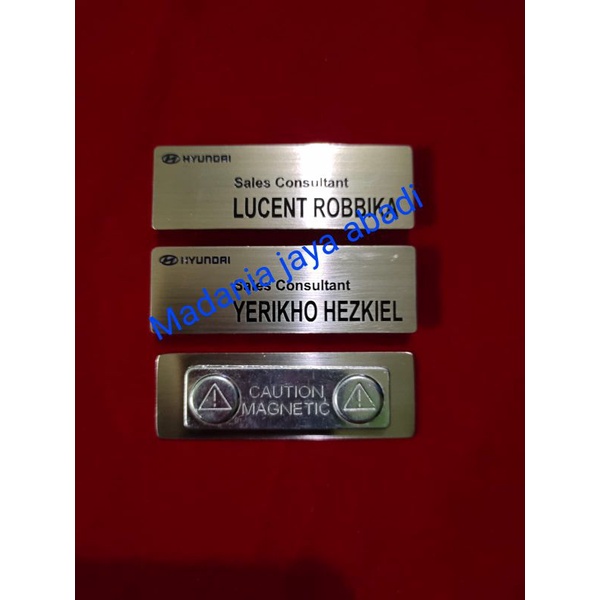 HYUNDAI
Sales Consultant
LUCENT ROBBIKA
HYUNDAI
Sales Consultant
YERIKHO HEZKIEL
CAUTION
MAGNETIC
Madania jaya abadi